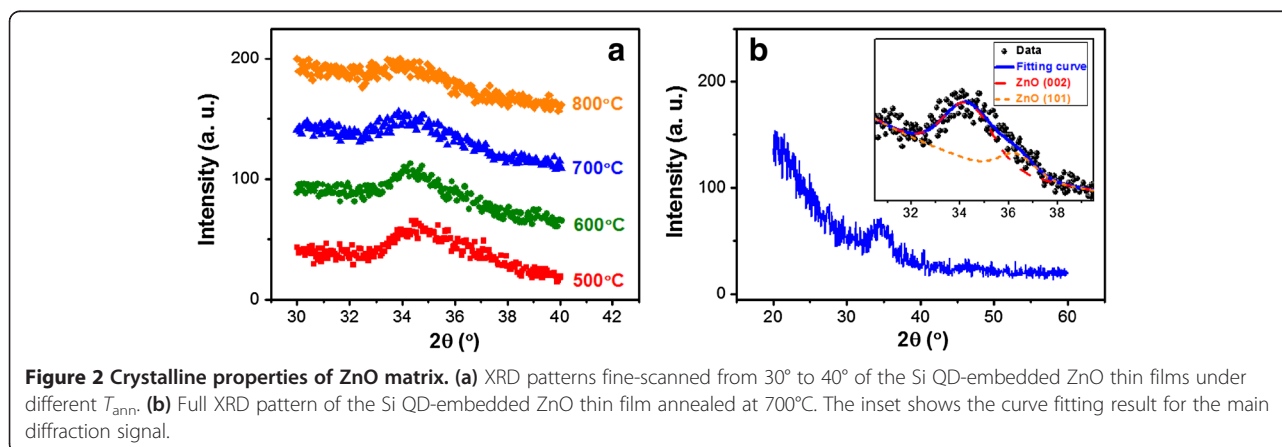 a
200
100
0
Intensity (a. u.)
800°C
700°C
600°C
500°C
30 32 34 36 38 40 42
2θ (°)
b
200
100
0
Intensity (a. u.)
Data
Fitting curve
ZnO (002)
ZnO (101)
32 34 36 38
20 30 40 50 60
2θ (°)
Figure 2 Crystalline properties of ZnO matrix. (a) XRD patterns fine-scanned from 30° to 40° of the Si QD-embedded ZnO thin films under
different Tann. (b) Full XRD pattern of the Si QD-embedded ZnO thin film annealed at 700°C. The inset shows the curve fitting result for the main
diffraction signal.